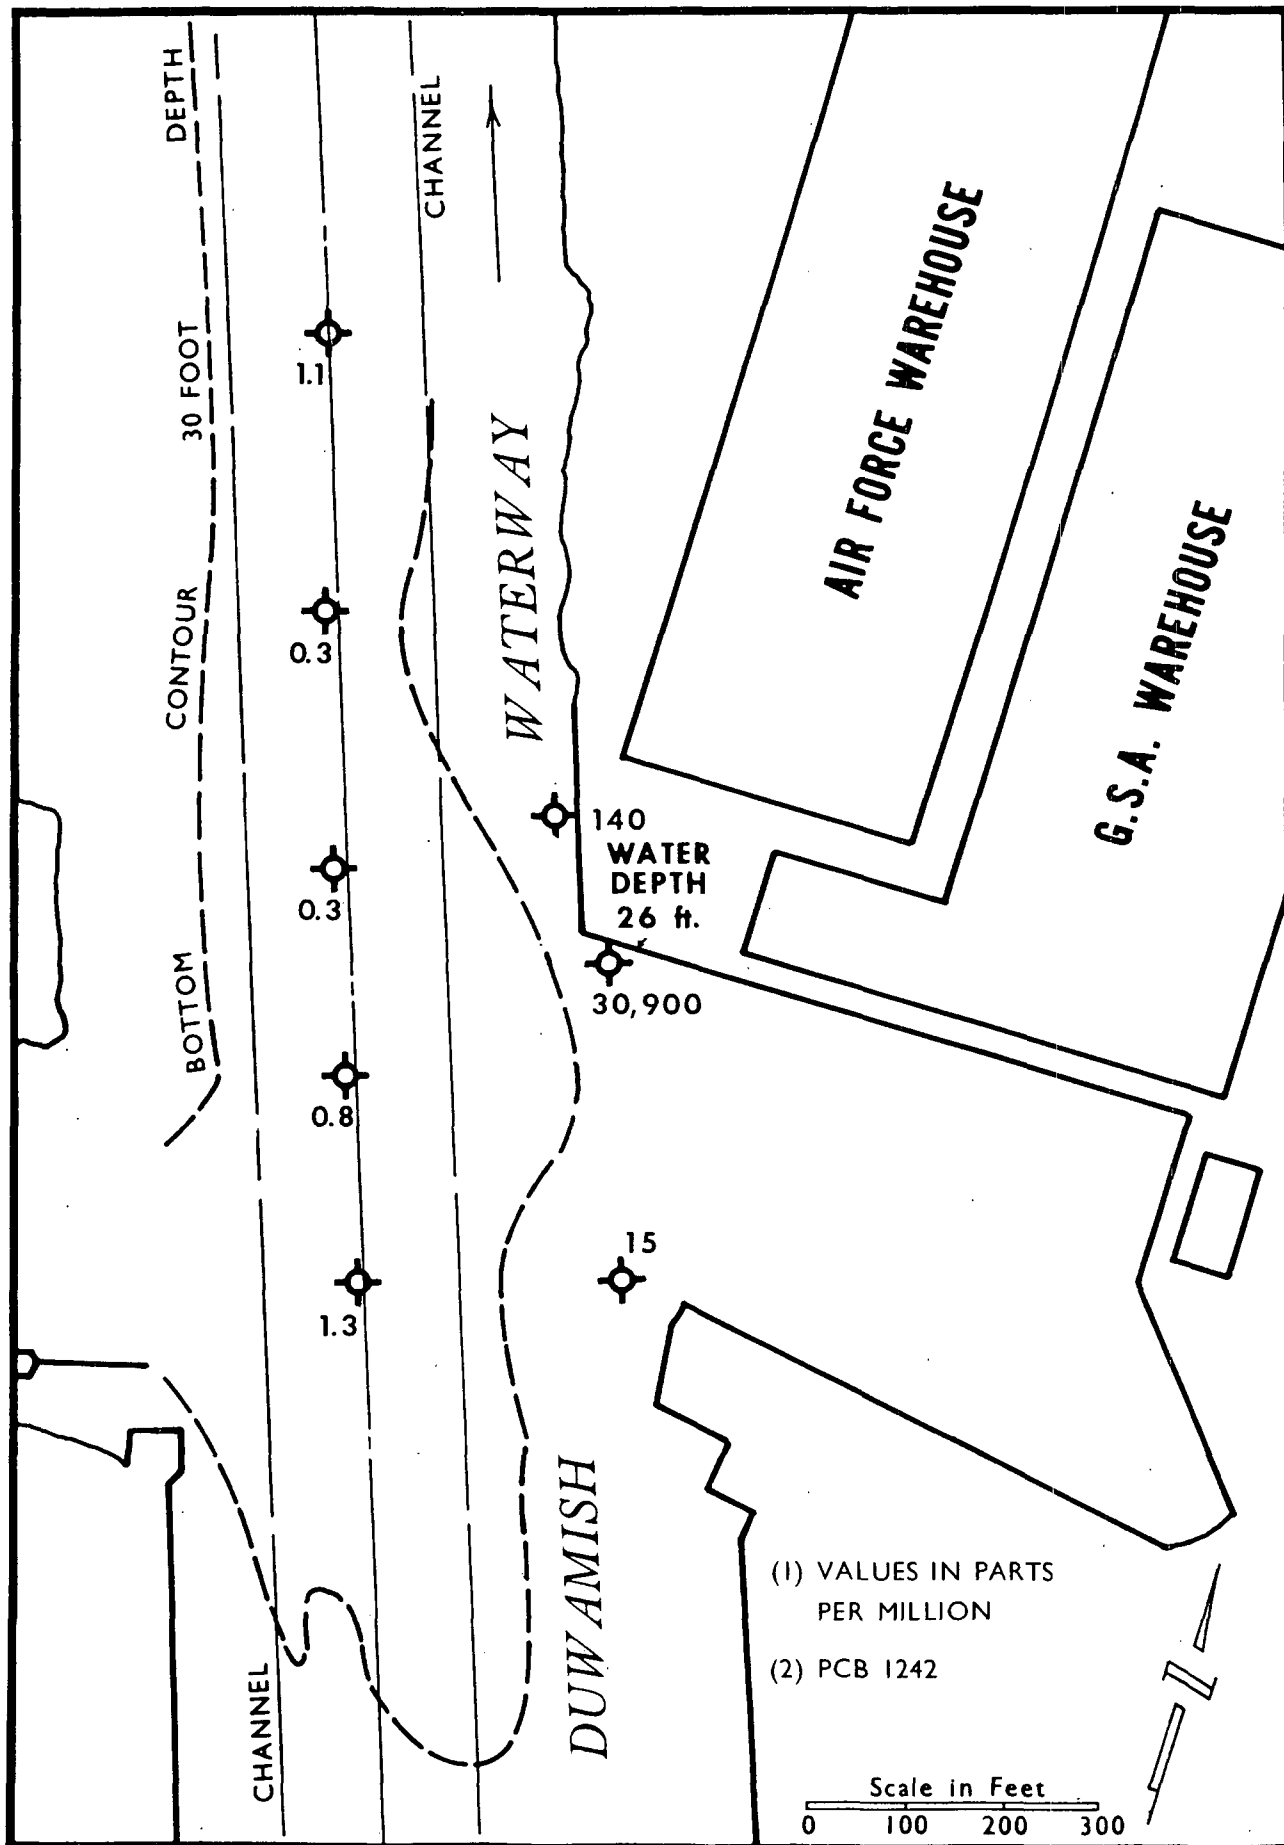 DEPTH
CHANNEL
30 FOOT
1.1
AIR FORCE WAREHOUSE
WATERWAY
G.S.A. WAREHOUSE
CONTOUR
0.3
140
WATER
DEPTH
26 ft.
0.3
BOTTOM
30,900
0.8
15
1.3
DUWAMISH
(1) VALUES IN PARTS
PER MILLION
(2) PCB 1242
CHANNEL
N
Scale in Feet
0 100 200 300